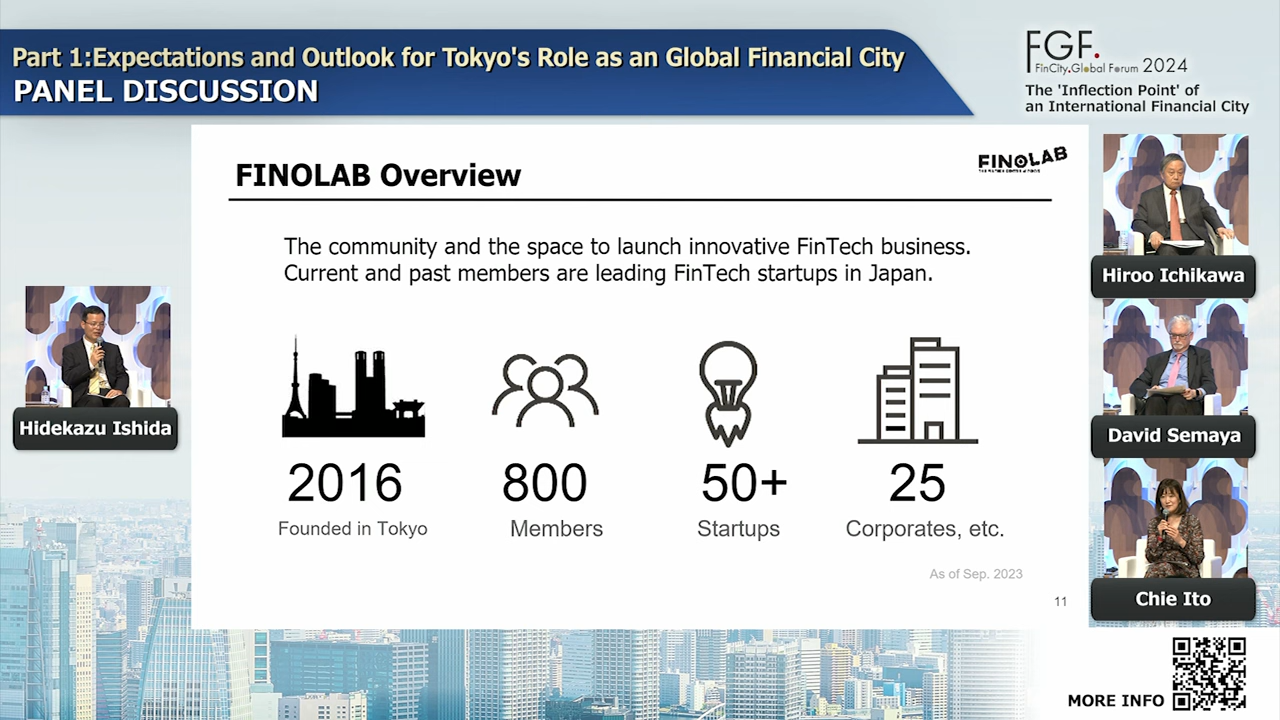 Part 1:Expectations and Outlook for Tokyo's Role as an Global Financial City
PANEL DISCUSSION
FGF.
FinCity.Global Forum 2024
The 'Inflection Point' of
an International Financial City
FINOLAB Overview
FINOLAB
The community and the space to launch innovative FinTech business.
Current and past members are leading FinTech startups in Japan.
2016
Founded in Tokyo
800
Members
50+
Startups
25
Corporates, etc.
As of Sep. 2023
11
Hidekazu Ishida
Hiroo Ichikawa
David Semaya
Chie Ito
MORE INFO